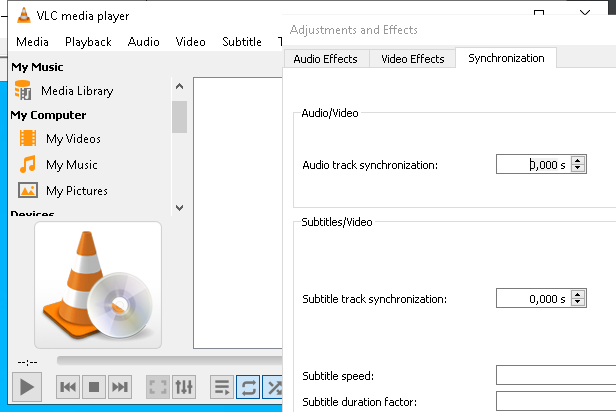 VLC media player
Media Playback Audio Video Subtitle
My Music
Media Library
My Computer
My Videos
My Music
My Pictures
Devices
--:--
Adjustments and Effects
Audio Effects Video Effects Synchronization
Audio/Video
Audio track synchronization: 0,000 s
Subtitles/Video
Subtitle track synchronization: 0,000 s
Subtitle speed:
Subtitle duration factor: